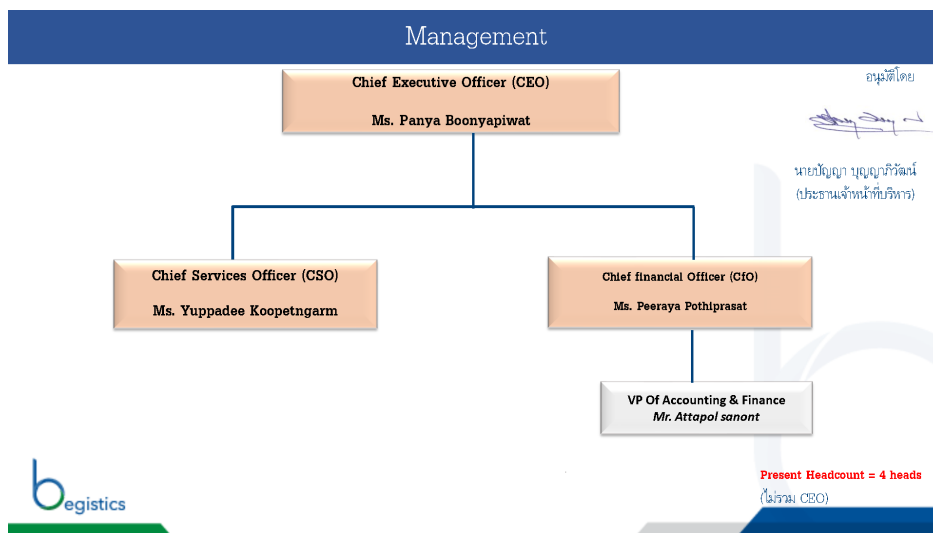 Management
Chief Executive Officer (CEO)
Ms. Panya Boonyapiwat
อนุมัติโดย
นายปัญญา บุญญาภิวัฒน์
(ประธานเจ้าหน้าที่บริหาร)
Chief Services Officer (CSO)
Ms. Yuppadee Koopetngarm
Chief financial Officer (CfO)
Ms. Peeraya Pothiprasat
VP Of Accounting & Finance
Mr. Attapol sanont
Present Headcount = 4 heads
(ไม่รวม CEO)
begistics